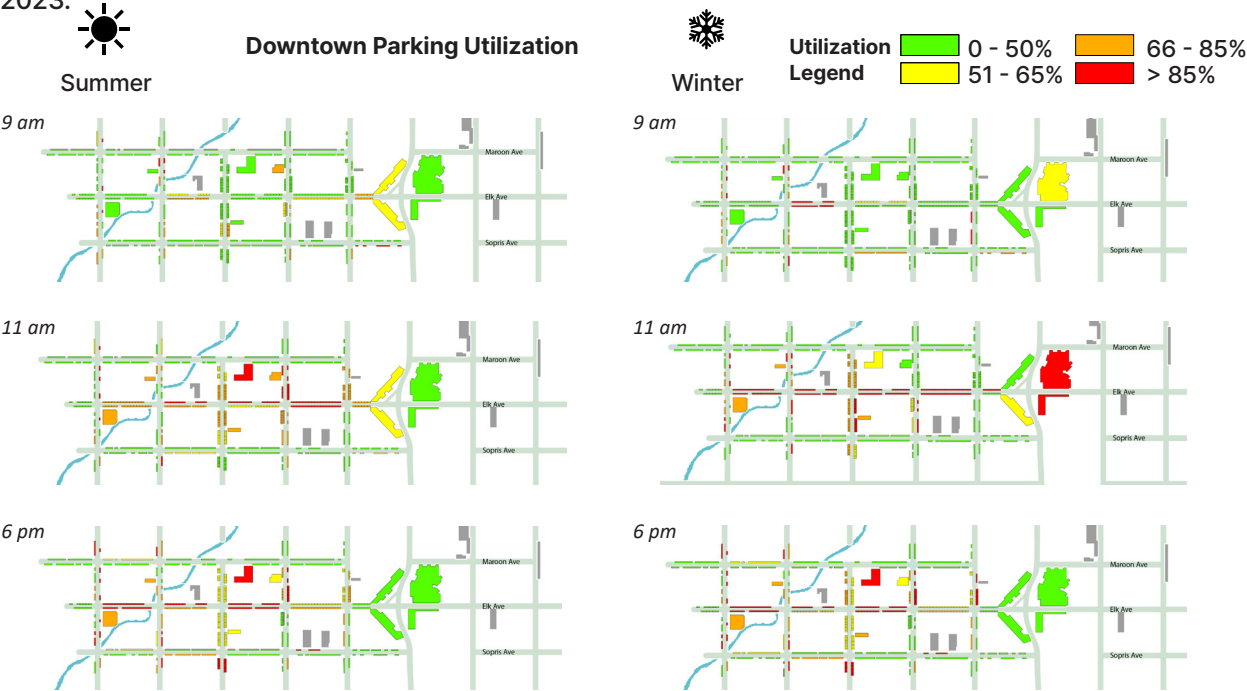 2023.
Downtown Parking Utilization
Summer
Winter
Utilization Legend
0 - 50%
66 - 85%
51 - 65%
> 85%
9 am
Maroon Ave
Elk Ave
Sopris Ave
9 am
Maroon Ave
Elk Ave
Sopris Ave
11 am
Maroon Ave
Elk Ave
Sopris Ave
11 am
Maroon Ave
Elk Ave
Sopris Ave
6 pm
Maroon Ave
Elk Ave
Sopris Ave
6 pm
Maroon Ave
Elk Ave
Sopris Ave